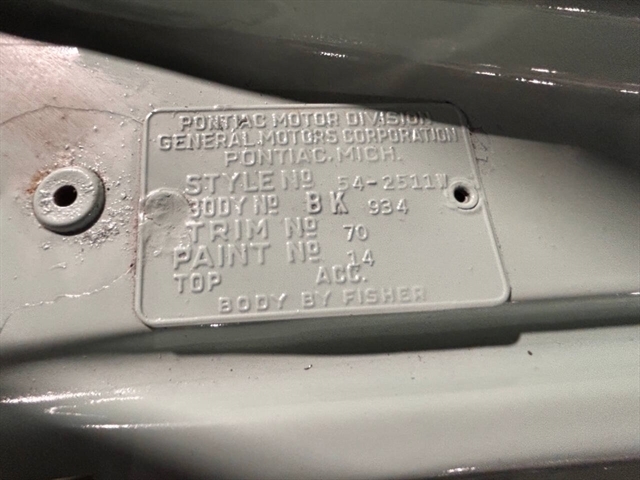 PONTIAC MOTOR DIVISION
GENERAL MOTORS CORPORATION
PONTIAC, MICH.
STYLE Nº 54-2511W
BODY Nº BK 934
TRIM Nº 70
PAINT Nº 14
TOP ACC.
BODY BY FISHER